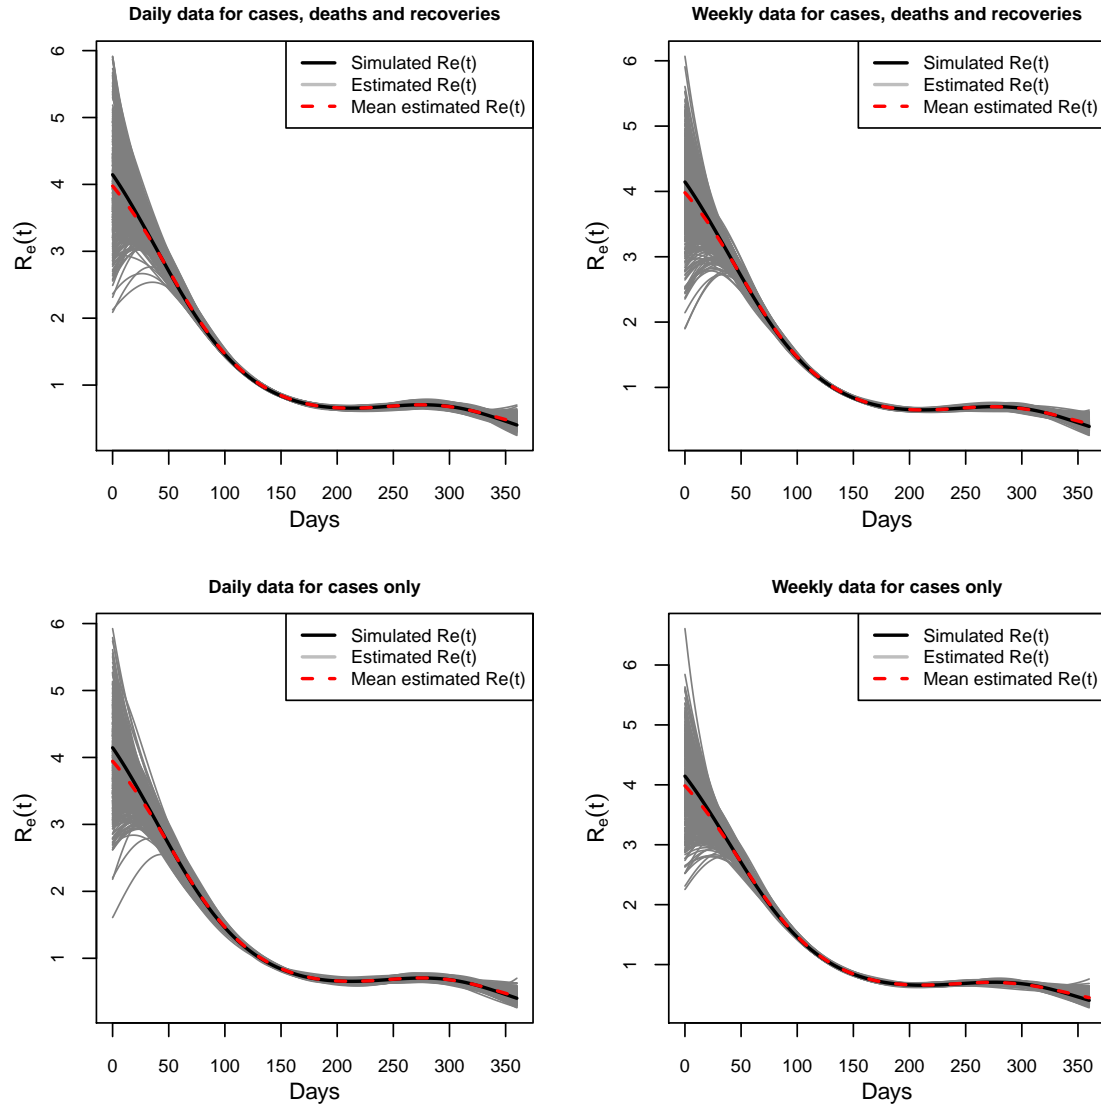 Daily data for cases, deaths and recoveries
Simulated Re(t)
Estimated Re(t)
Mean estimated Re(t)
Re(t)
6
5
4
3
2
1
0 50 100 150 200 250 300 350
Days
Weekly data for cases, deaths and recoveries
Simulated Re(t)
Estimated Re(t)
Mean estimated Re(t)
Re(t)
6
5
4
3
2
1
0 50 100 150 200 250 300 350
Days
Daily data for cases only
Simulated Re(t)
Estimated Re(t)
Mean estimated Re(t)
Re(t)
6
5
4
3
2
1
0 50 100 150 200 250 300 350
Days
Weekly data for cases only
Simulated Re(t)
Estimated Re(t)
Mean estimated Re(t)
Re(t)
6
5
4
3
2
1
0 50 100 150 200 250 300 350
Days